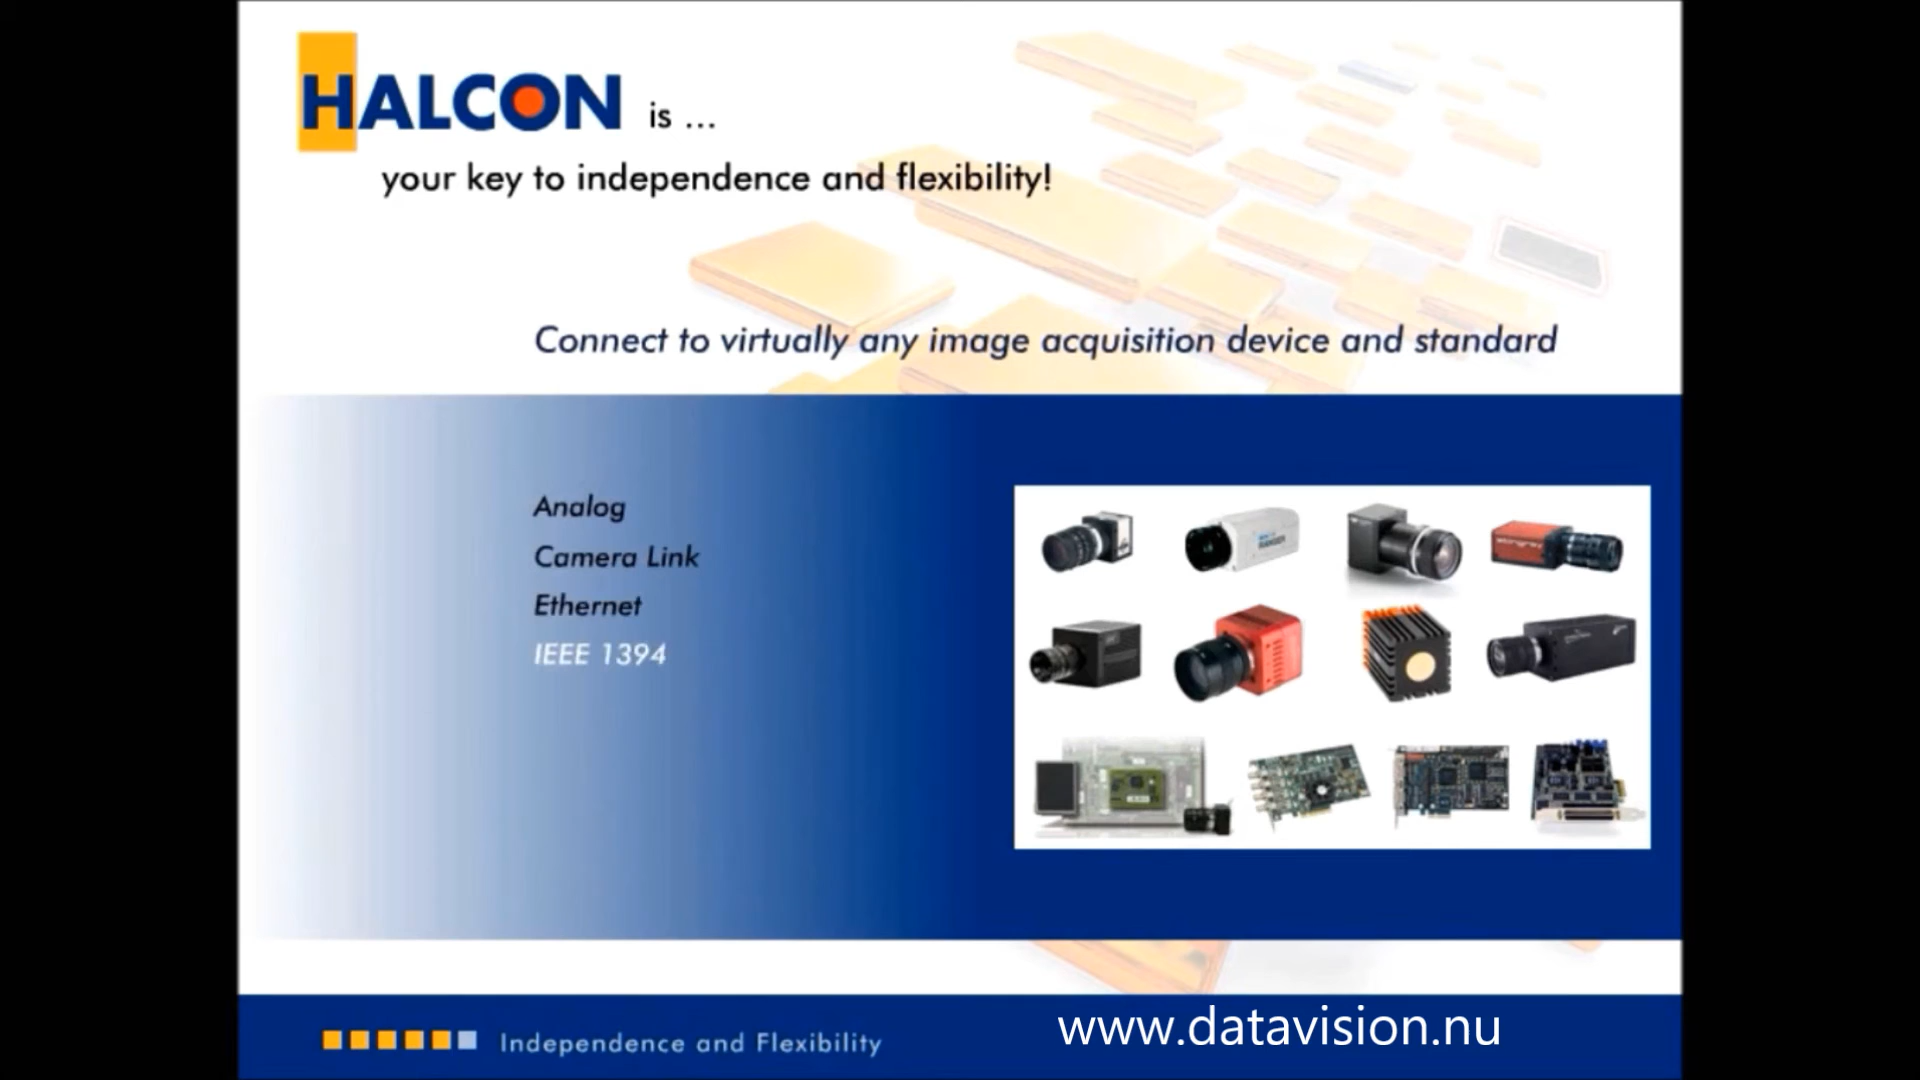 HALCON is ...
your key to independence and flexibility!
Connect to virtually any image acquisition device and standard
Analog
Camera Link
Ethernet
IEEE 1394
RANGER
Independence and Flexibility
www.datavision.nu